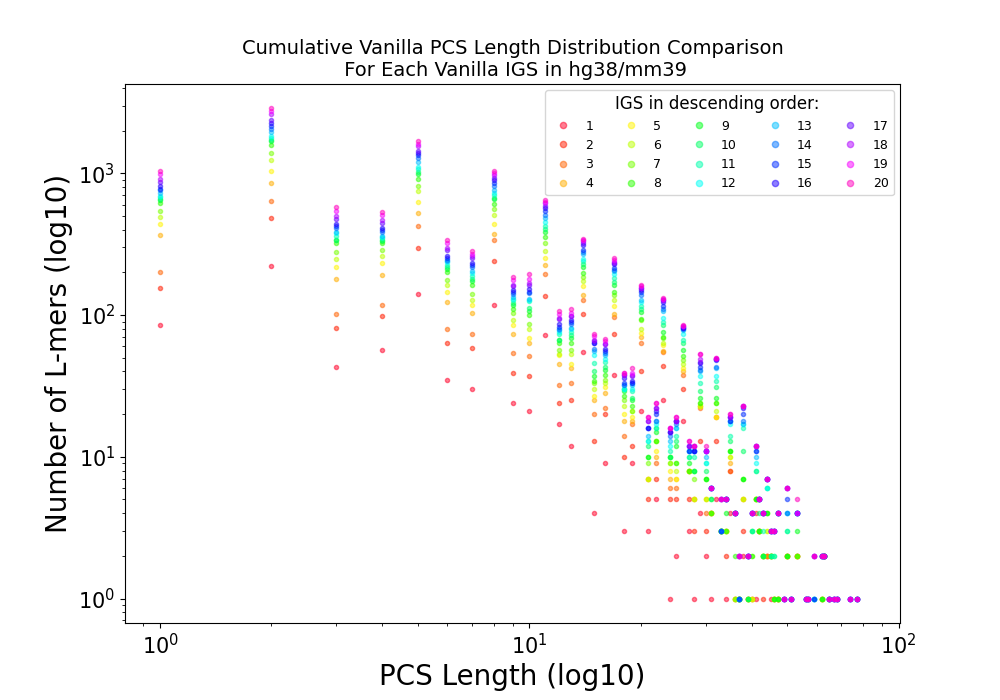 Cumulative Vanilla PCS Length Distribution Comparison
For Each Vanilla IGS in hg38/mm39
IGS in descending order:
1 5 9 13 17
2 6 10 14 18
3 7 11 15 19
4 8 12 16 20
Number of L-mers (log10)
10³
10²
10¹
10⁰
10⁰ 10¹ 10²
PCS Length (log10)